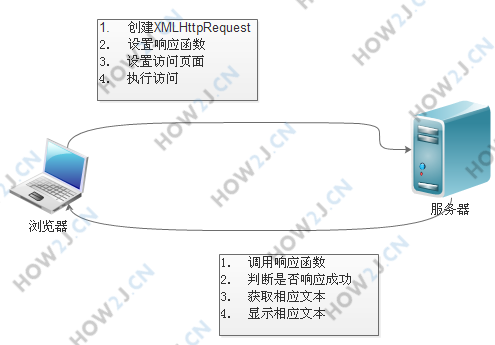 1. 创建XMLHttpRequest
2. 设置响应函数
3. 设置访问页面
4. 执行访问
浏览器
服务器
1. 调用响应函数
2. 判断是否响应成功
3. 获取相应文本
4. 显示相应文本
HOW2J.CN
HOW2J.CN
HOW2J.CN
HOW2J.CN
HOW2J.CN
HOW2J.CN
HOW2J.CN
HOW2J.CN